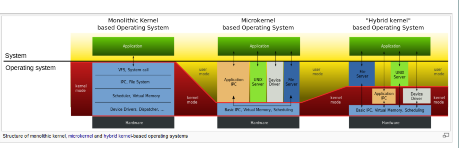 Monolithic Kernel
based Operating System
Microkernel
based Operating System
"Hybrid kernel"
based Operating System
Application
Application
Application
System
Operating system
VFS, System call
IPC, File System
Scheduler, Virtual Memory
Device Drivers, Dispatcher, ...
Hardware
kernel
mode
user
mode
Application
IPC
UNIX
Server
Device
Driver
File
Server
Basic IPC, Virtual Memory, Scheduling
Hardware
kernel
mode
user
mode
File
Server
UNIX
Server
Application
IPC
Device
Driver
Basic IPC, Virtual Memory, Scheduling
Hardware
kernel
mode
Structure of monolithic kernel, microkernel and hybrid kernel-based operating systems